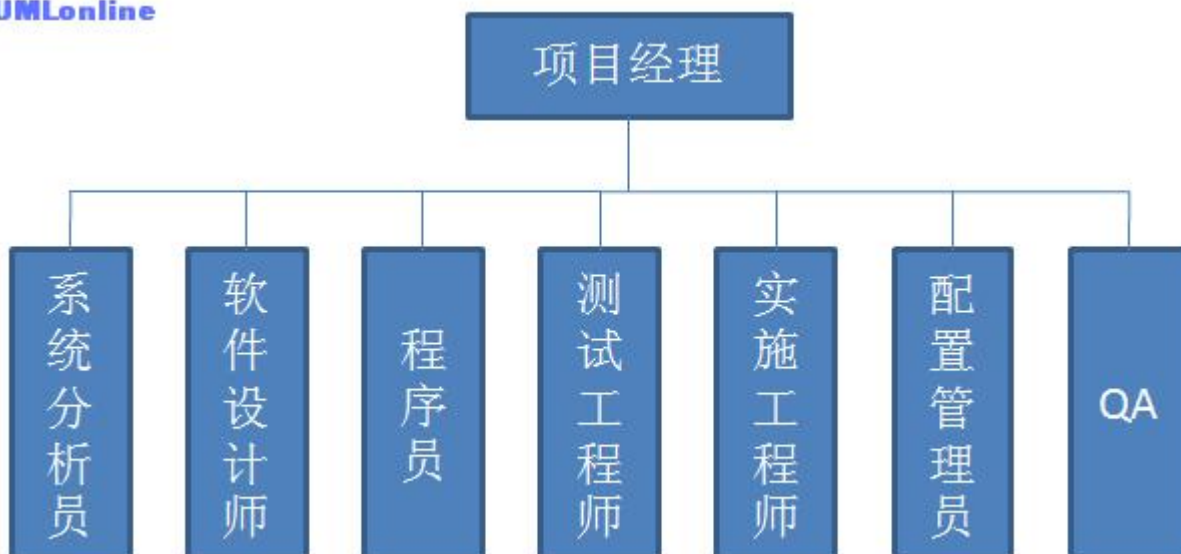 UMLonline
项目经理
系统分析员
软件设计师
程序员
测试工程师
实施工程师
配置管理员
QA